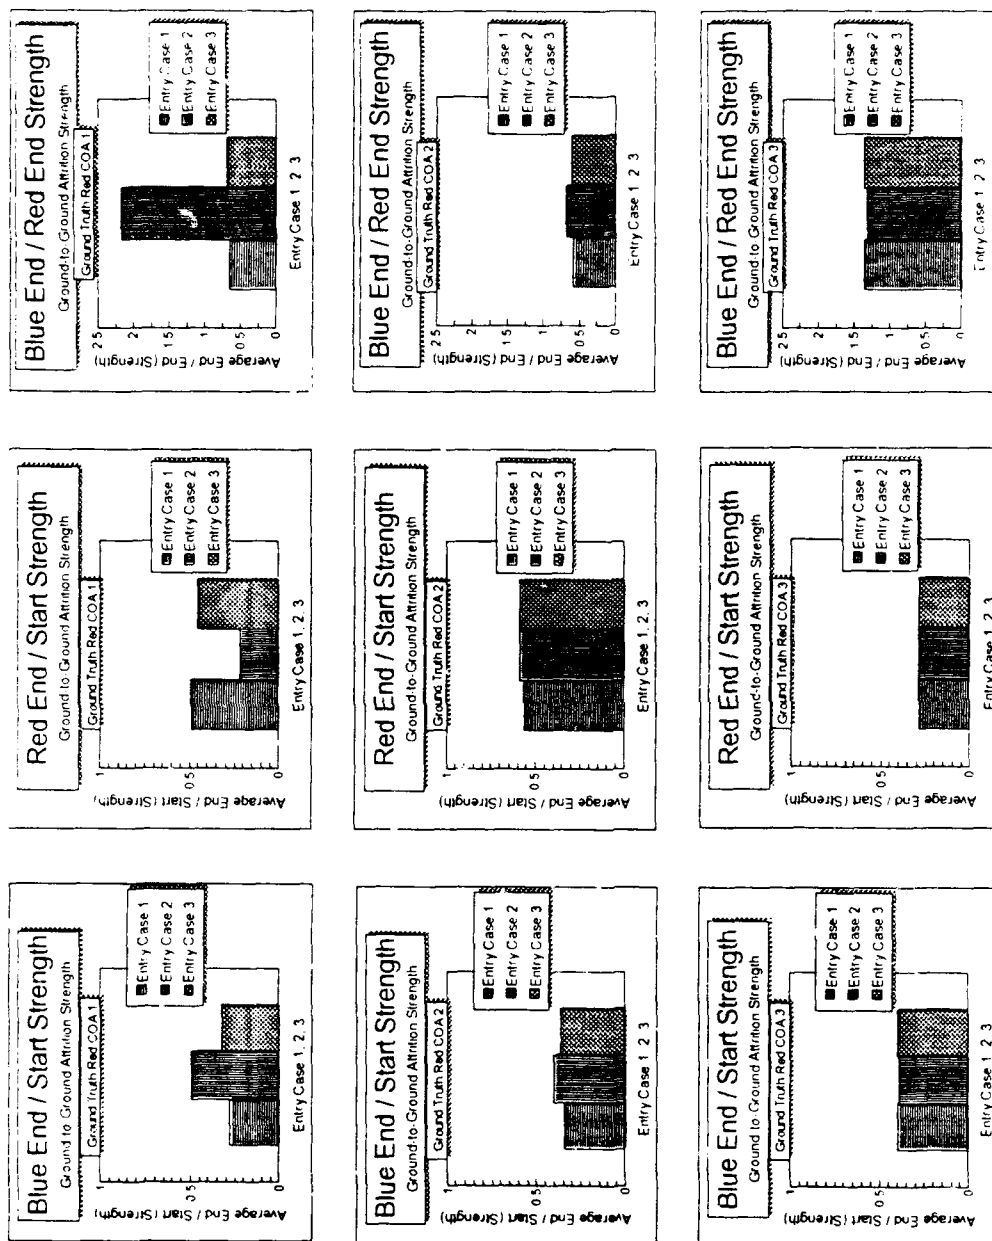 Blue End / Red End Strength
Ground-to-Ground Attrition Strength
Ground Truth Red COA 1
Average End / End (Strength)
2.5
2
1.5
1
0.5
0
Entry Case 1
Entry Case 2
Entry Case 3
Entry Case 1 2 3
Blue End / Red End Strength
Ground-to-Ground Attrition Strength
Ground Truth Red COA 2
Average End / End (Strength)
2 5
2
1 5
1
0 5
0
Entry Case 1
Entry Case 2
Entry Case 3
Entry Case 1 2 3
Blue End / Red End Strength
Ground-to-Ground Attrition Strength
Ground Truth Red COA 3
Average End / End (Strength)
2 5
2
1 5
1
0 5
0
Entry Case 1
Entry Case 2
Entry Case 3
Entry Case 1 2 3
Red End / Start Strength
Ground-to-Ground Attrition Strength
Ground Truth Red COA 1
Average End / Start (Strength)
1
0 5
0
Entry Case 1
Entry Case 2
Entry Case 3
Entry Case 1, 2, 3
Red End / Start Strength
Ground-to-Ground Attrition Strength
Ground Truth Red COA 2
Average End / Start (Strength)
1
0 5
0
Entry Case 1
Entry Case 2
Entry Case 3
Entry Case 1, 2, 3
Red End / Start Strength
Ground-to-Ground Attrition Strength
Ground Truth Red COA 3
Average End / Start (Strength)
1
0 5
0
Entry Case 1
Entry Case 2
Entry Case 3
Entry Case 1 2 3
Blue End / Start Strength
Ground to Ground Attrition Strength
Ground Truth Red COA 1
Average End / Start (Strength)
1
0
Entry Case 1
Entry Case 2
Entry Case 3
Entry Case 1, 2, 3
Blue End / Start Strength
Ground-to-Ground Attrition Strength
Ground Truth Red COA 2
Average End / Start (Strength)
1
0 5
0
Entry Case 1
Entry Case 2
Entry Case 3
Entry Case 1 2 3
Blue End / Start Strength
Ground to Ground Attrition Strength
Ground Truth Red COA 3
Average End / Start (Strength)
1
0 5
0
Entry Case 1
Entry Case 2
Entry Case 3
Entry Case 1 2 3